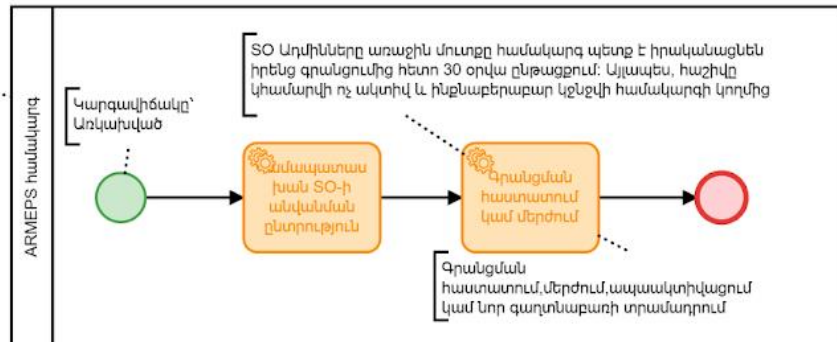 SO Ադմինները առաջին մուտքը համակարգ պետք է իրականացնեն
իրենց գրանցումից հետո 30 օրվա ընթացքում: Այլապես, հաշիվը
կհամարվի ոչ ակտիվ և ինքնաբերաբար կջնջվի համակարգի կողմից
Կարգավիճակը՝
Առկախված
ARMEPS համակարգ
ամապատաս
խան SO-ի
անվանման
ընտրություն
Գրանցման
հաստատում
կամ մերժում
Գրանցման
հաստատում,մերժում,ապաակտիվացում
կամ նոր գաղտնաբառի տրամադրում